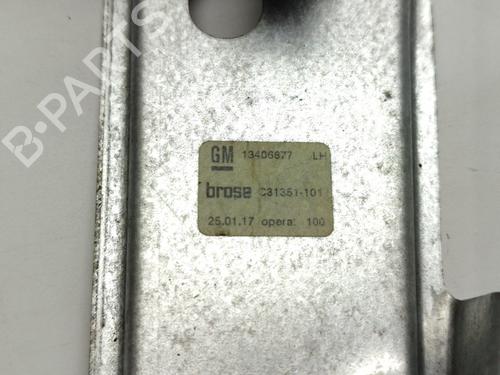 B-PARTS
GM 13406677 LH
brose C31351-101
25.01.17 opera: 100